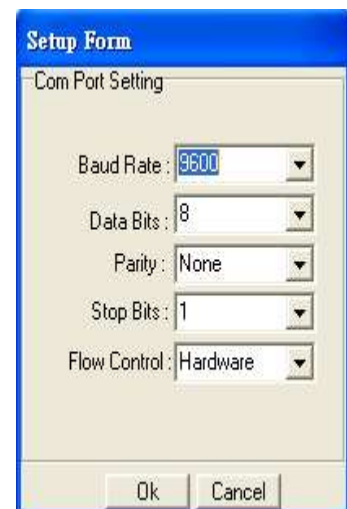 Setup Form
Com Port Setting
Baud Rate : 9600
Data Bits : 8
Parity : None
Stop Bits : 1
Flow Control : Hardware
Ok Cancel